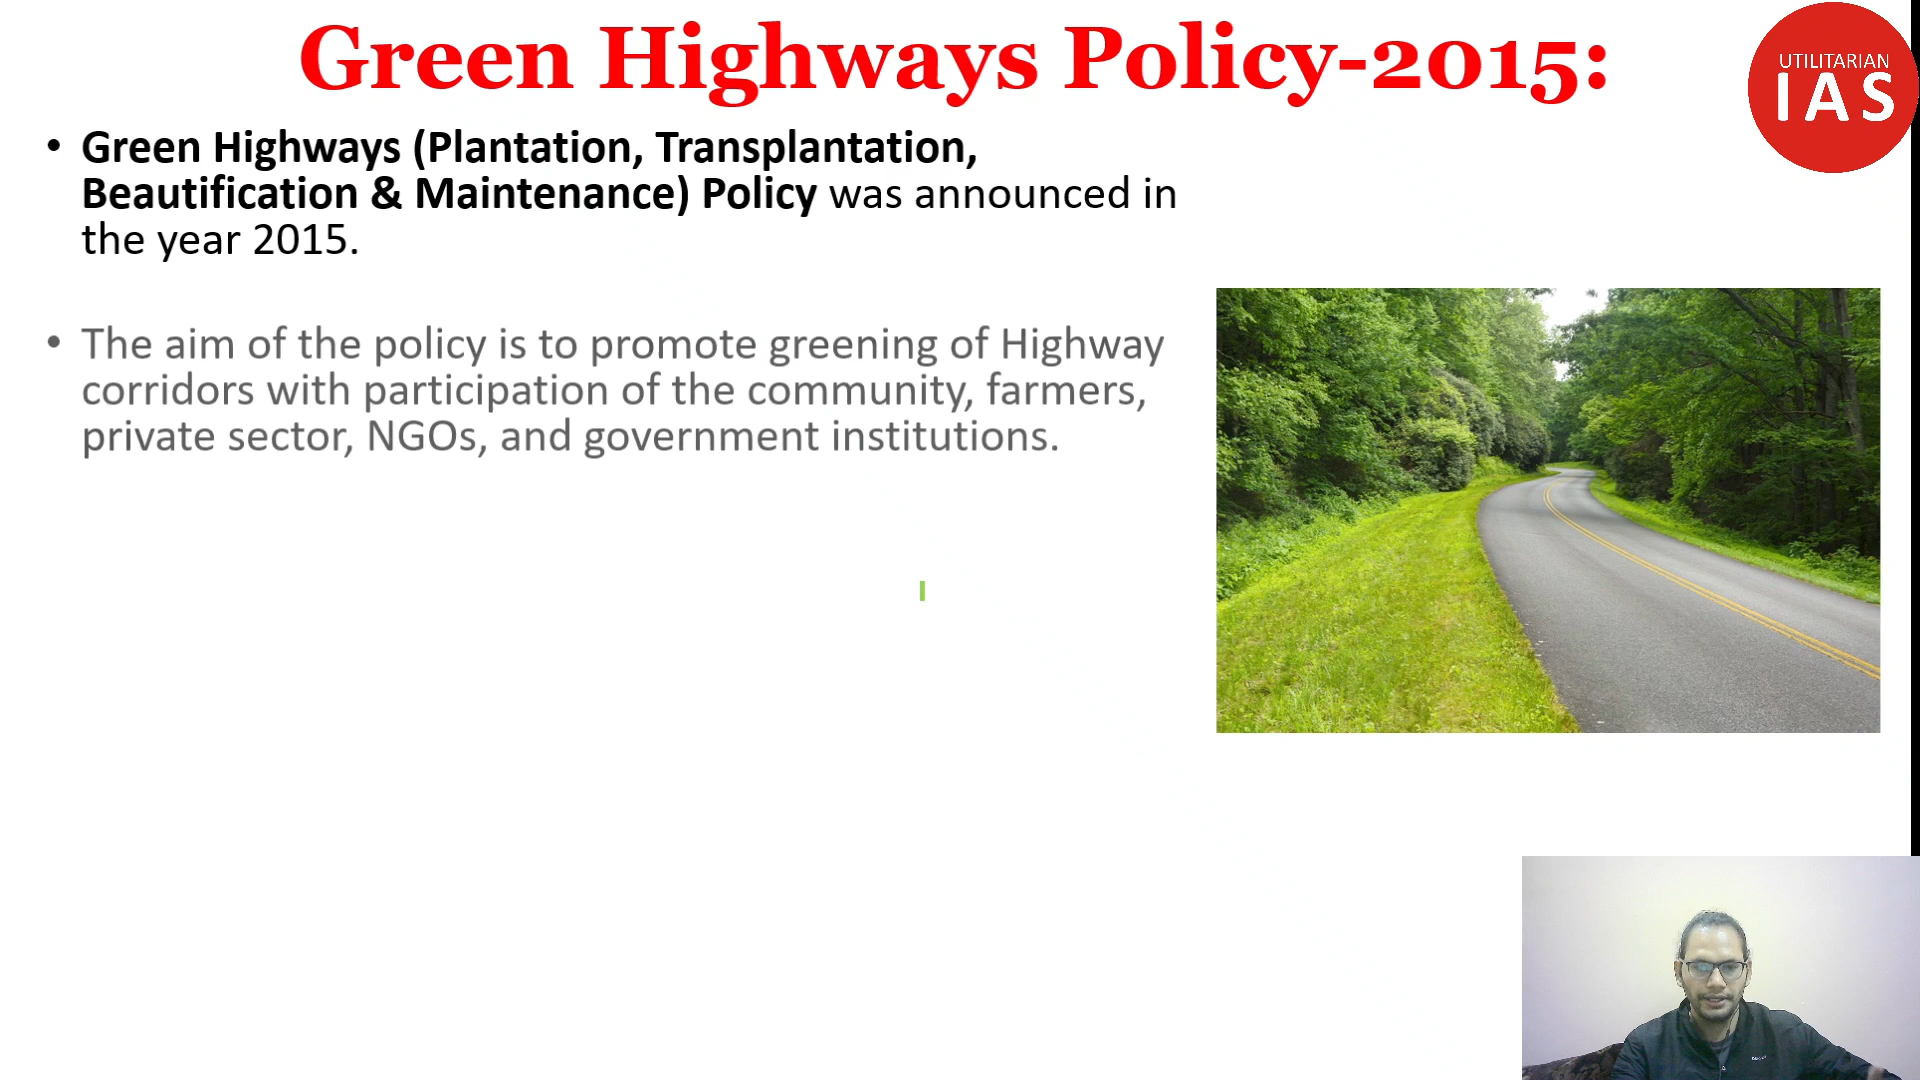 Green Highways Policy-2015:
UTILITARIAN
IAS
• Green Highways (Plantation, Transplantation,
Beautification & Maintenance) Policy was announced in
the year 2015.
• The aim of the policy is to promote greening of Highway
corridors with participation of the community, farmers,
private sector, NGOs, and government institutions.